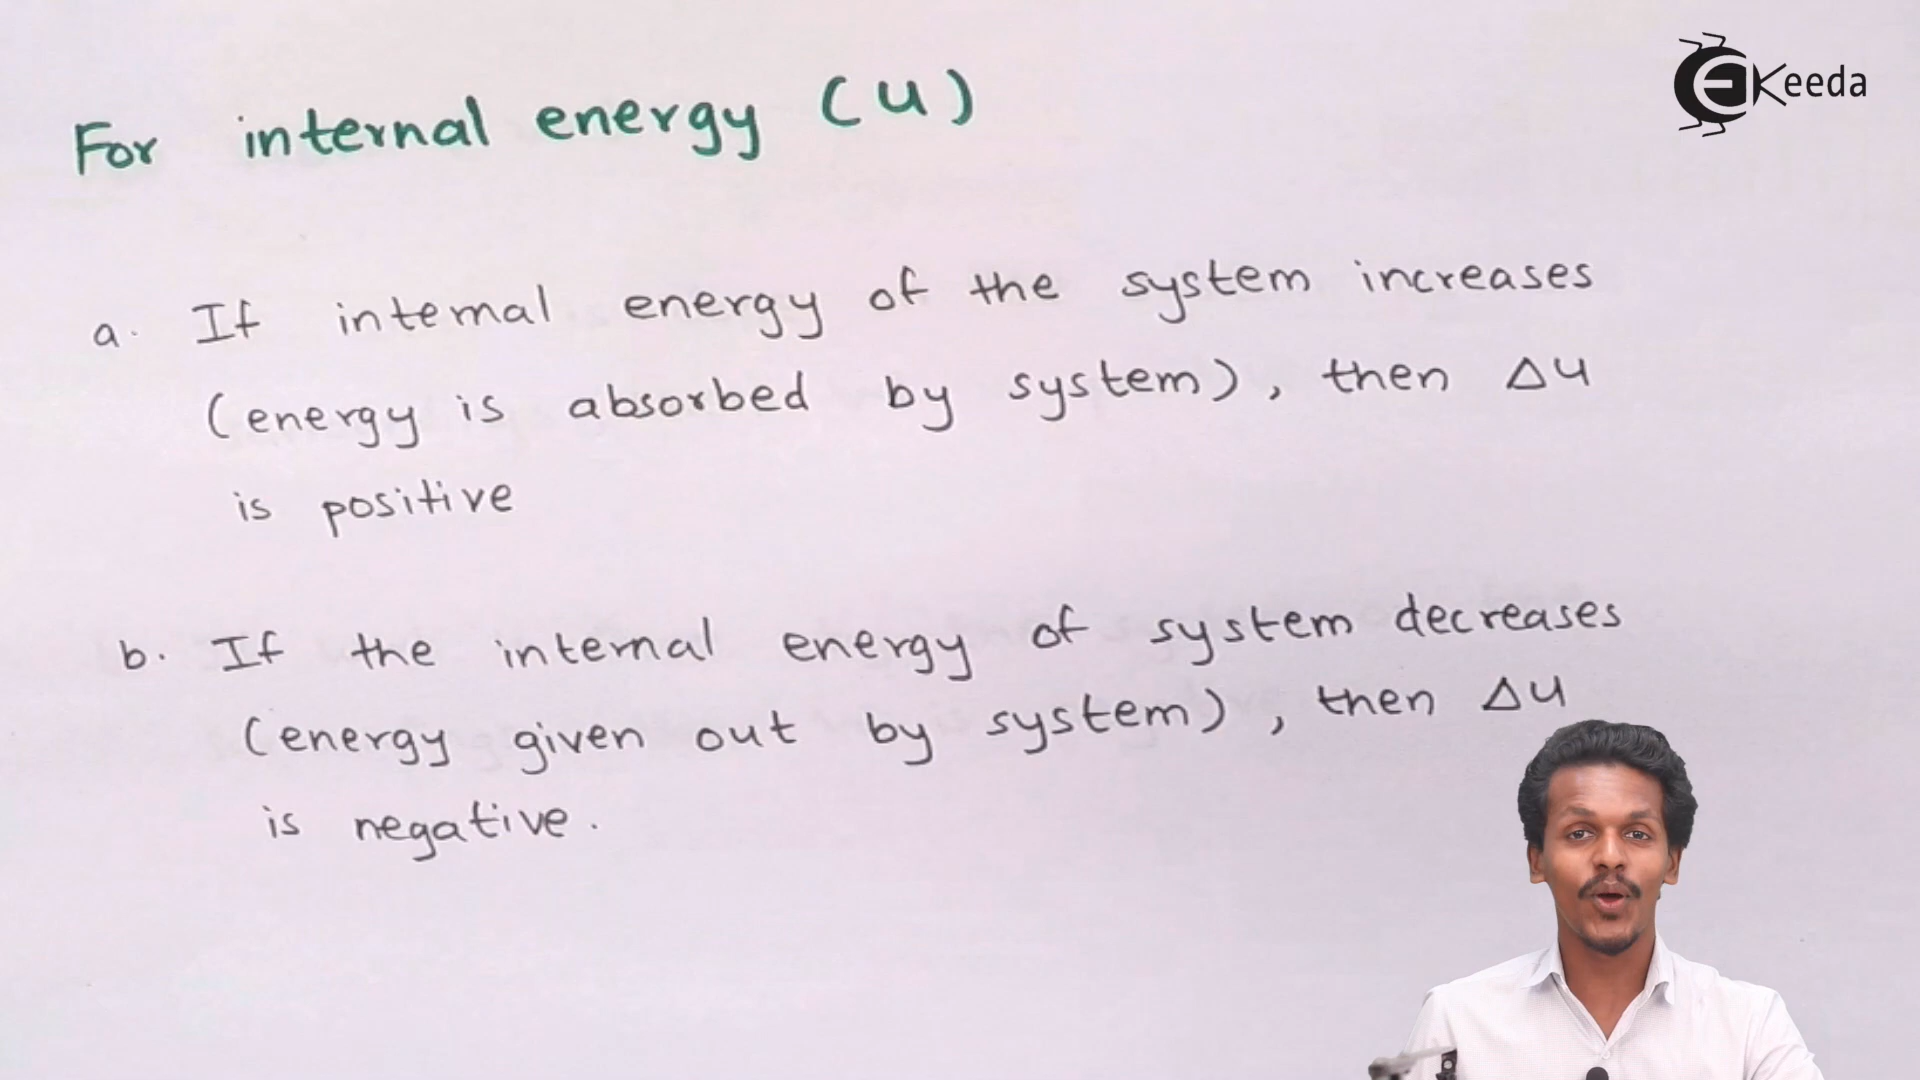 For internal energy (u)
EKeeda
a. If internal energy of the system increases
(energy is absorbed by system), then Δu
is positive
b. If the internal energy of system decreases
(energy given out by system), then Δu
is negative.